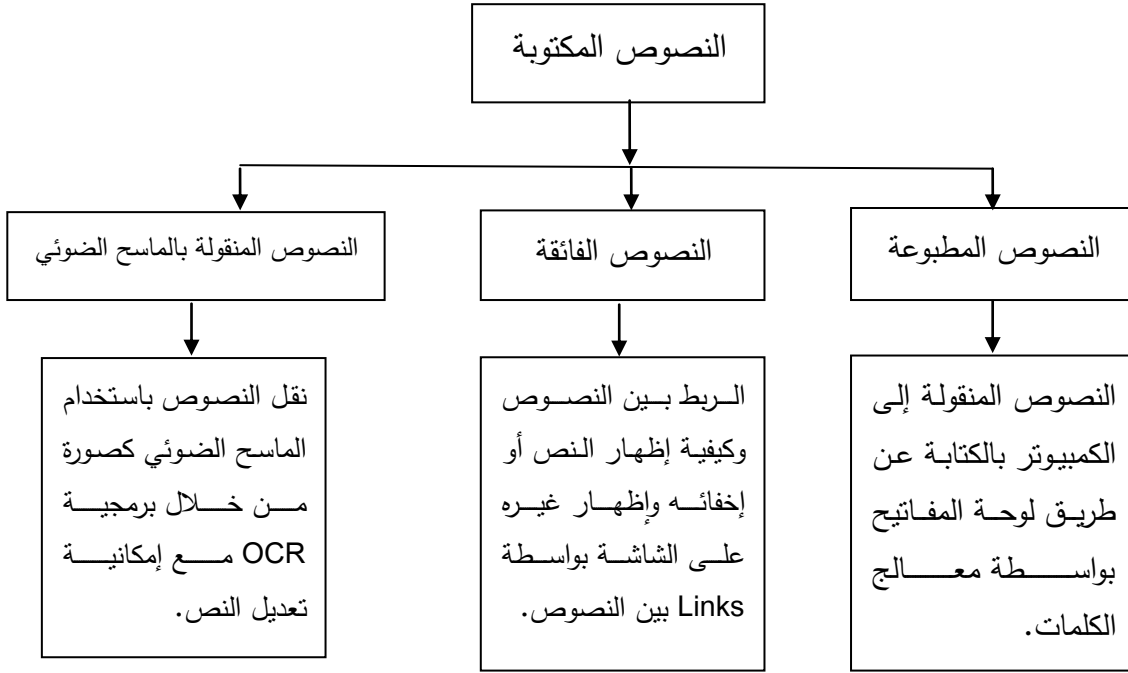 النصوص المكتوبة
النصوص المطبوعة
النصوص الفائقة
النصوص المنقولة بالماسح الضوئي
النصوص المنقولة إلى
الكمبيوتر بالكتابة عن
طريق لوحة المفاتيح
بواسطة معالج
الكلمات.
الربط بين النصوص
وكيفية إظهار النص أو
إخفائه وإظهار غيره
على الشاشة بواسطة
Links بين النصوص.
نقل النصوص باستخدام
الماسح الضوئي كصورة
من خلال برمجية
OCR مع إمكانية
تعديل النص.